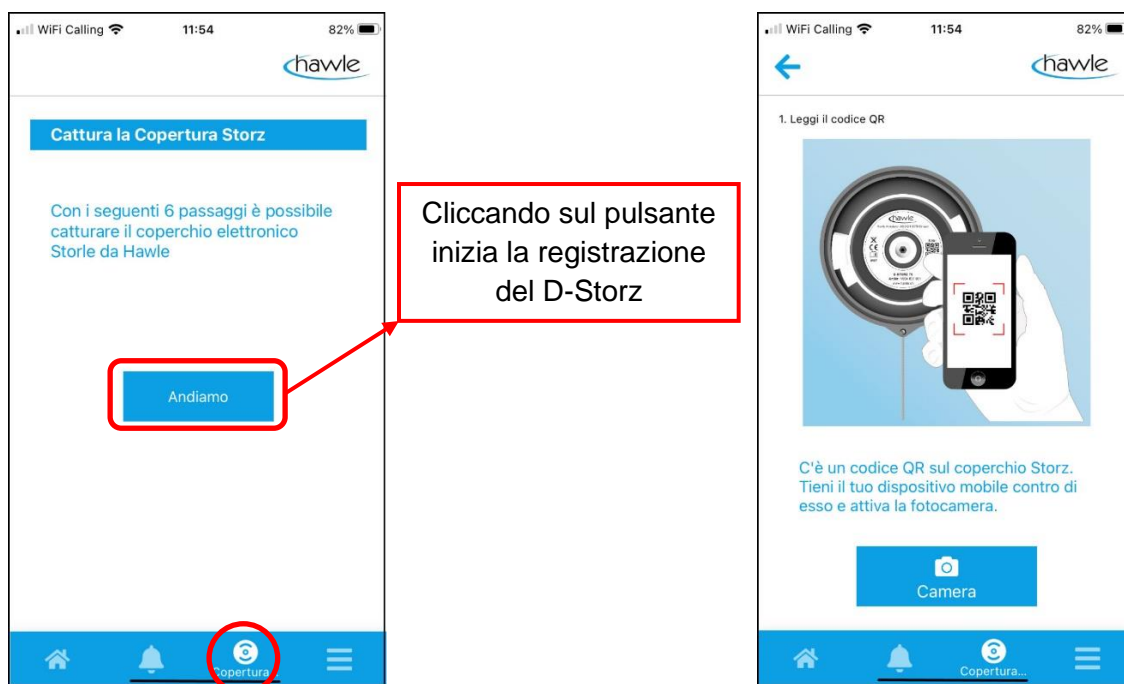 WiFi Calling 11:54 82%
hawle
Cattura la Copertura Storz
Con i seguenti 6 passaggi è possibile
catturare il coperchio elettronico
Storle da Hawle
Andiamo
Copertura...
Cliccando sul pulsante
inizia la registrazione
del D-Storz
WiFi Calling 11:54 82%
hawle
1. Leggi il codice QR
hawle
C'è un codice QR sul coperchio Storz.
Tieni il tuo dispositivo mobile contro di
esso e attiva la fotocamera.
Camera
Copertura...